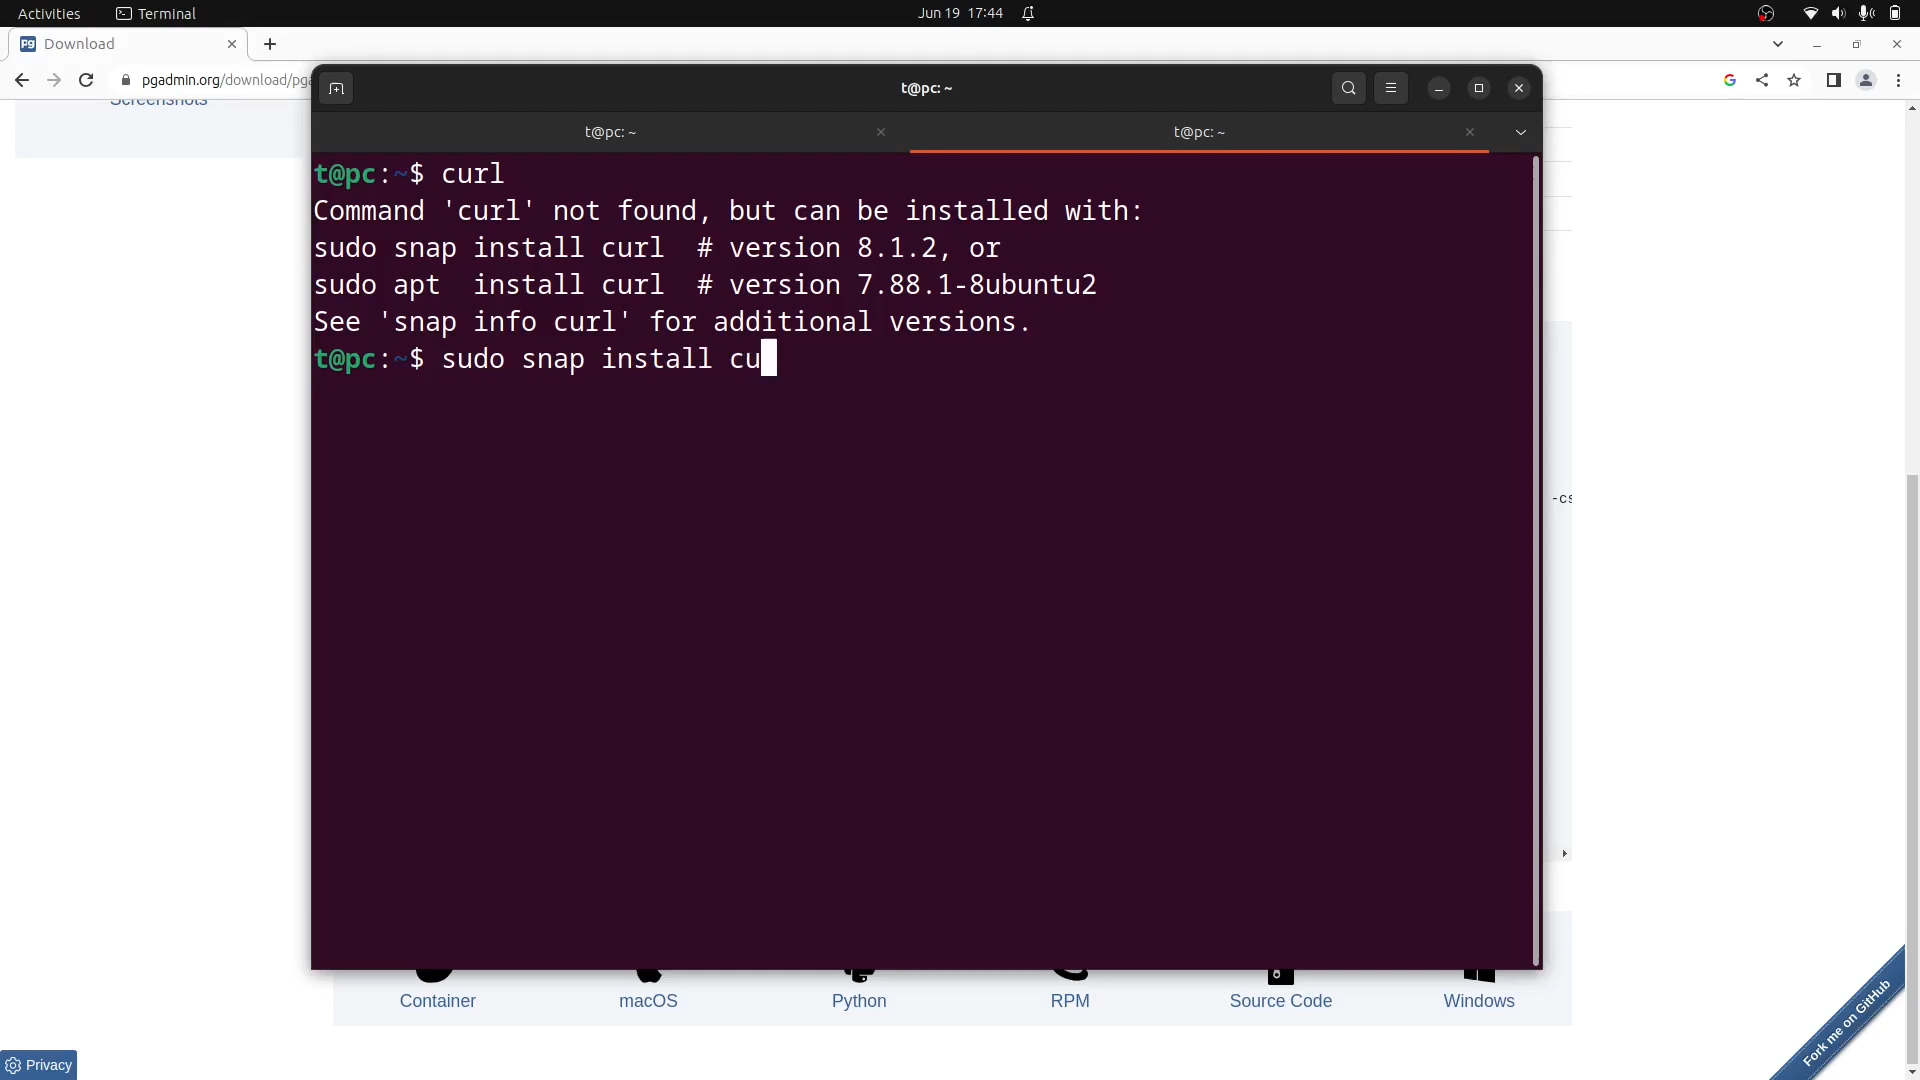 Activities Terminal Jun 19 17:44
pg Download
pgadmin.org/download/pg
Screenshots
t@pc: ~
t@pc: ~ t@pc: ~
t@pc:~$ curl
Command 'curl' not found, but can be installed with:
sudo snap install curl  # version 8.1.2, or
sudo apt  install curl  # version 7.88.1-8ubuntu2
See 'snap info curl' for additional versions.
t@pc:~$ sudo snap install cu
-cs
Container macOS Python RPM Source Code Windows
Fork me on GitHub
Privacy